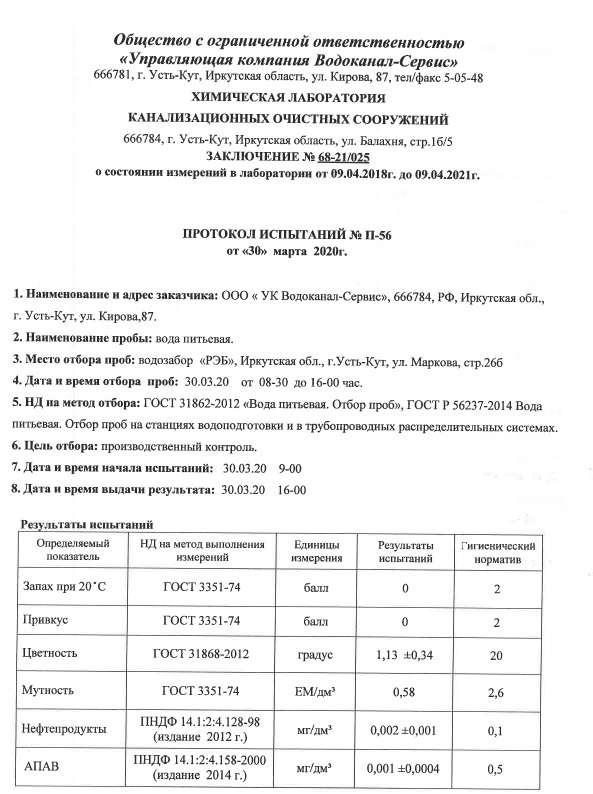 Общество с ограниченной ответственностью
«Управляющая компания Водоканал-Сервис»
666781, г. Усть-Кут, Иркутская область, ул. Кирова, 87, тел/факс 5-05-48
ХИМИЧЕСКАЯ ЛАБОРАТОРИЯ
КАНАЛИЗАЦИОННЫХ ОЧИСТНЫХ СООРУЖЕНИЙ
666784, г. Усть-Кут, Иркутская область, ул. Балахня, стр.1б/5
ЗАКЛЮЧЕНИЕ № 68-21/025
о состоянии измерений в лаборатории от 09.04.2018г. до 09.04.2021г.
ПРОТОКОЛ ИСПЫТАНИЙ № П-56
от «30» марта 2020г.
1. Наименование и адрес заказчика: ООО « УК Водоканал-Сервис», 666784, РФ, Иркутская обл.,
г. Усть-Кут, ул. Кирова,87.
2. Наименование пробы: вода питьевая.
3. Место отбора проб: водозабор «РЭБ», Иркутская обл., г.Усть-Кут, ул. Маркова, стр.26б
4. Дата и время отбора проб: 30.03.20 от 08-30 до 16-00 час.
5. НД на метод отбора: ГОСТ 31862-2012 «Вода питьевая. Отбор проб», ГОСТ Р 56237-2014 Вода
питьевая. Отбор проб на станциях водоподготовки и в трубопроводных распределительных системах.
6. Цель отбора: производственный контроль.
7. Дата и время начала испытаний: 30.03.20 9-00
8. Дата и время выдачи результата: 30.03.20 16-00
Результаты испытаний
Определяемый показатель НД на метод выполнения измерений Единицы измерения Результаты испытаний Гигиенический норматив
Запах при 20˚С ГОСТ 3351-74 балл 0 2
Привкус ГОСТ 3351-74 балл 0 2
Цветность ГОСТ 31868-2012 градус 1,13 ±0,34 20
Мутность ГОСТ 3351-74 ЕМ/дм³ 0,58 2,6
Нефтепродукты ПНДФ 14.1:2:4.128-98 (издание 2012 г.) мг/дм³ 0,002 ±0,001 0,1
АПАВ ПНДФ 14.1:2:4.158-2000 (издание 2014 г.) мг/дм³ 0,001 ±0,0004 0,5